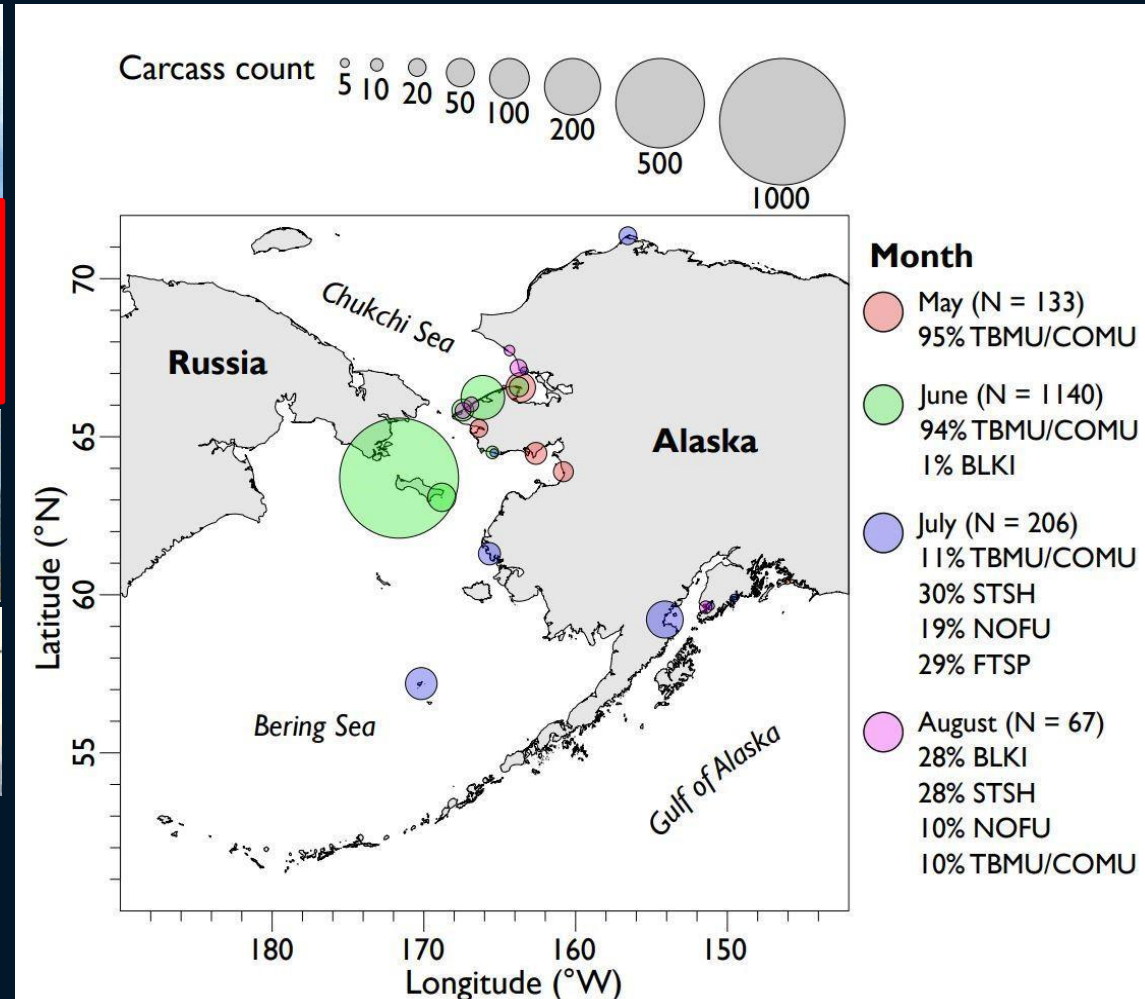 Carcass count
5 10 20 50 100 200 500 1000
Chukchi Sea
Russia
Alaska
Bering Sea
Gulf of Alaska
Latitude (°N)
70
65
60
55
180 170 160 150
Longitude (°W)
Month
May (N = 133)
95% TBMU/COMU
June (N = 1140)
94% TBMU/COMU
1% BLKI
July (N = 206)
11% TBMU/COMU
30% STSH
19% NOFU
29% FTSP
August (N = 67)
28% BLKI
28% STSH
10% NOFU
10% TBMU/COMU